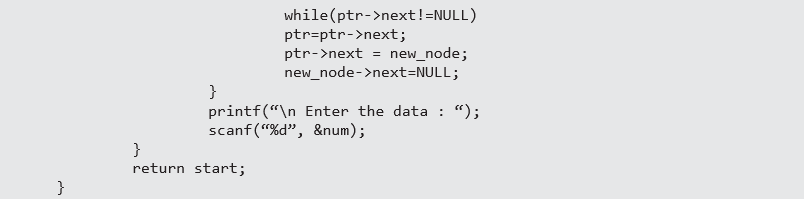 while(ptr->next!=NULL)
ptr=ptr->next;
ptr->next = new_node;
new_node->next=NULL;
}
printf(“\n Enter the data : “);
scanf(“%d”, &num);
}
return start;
}